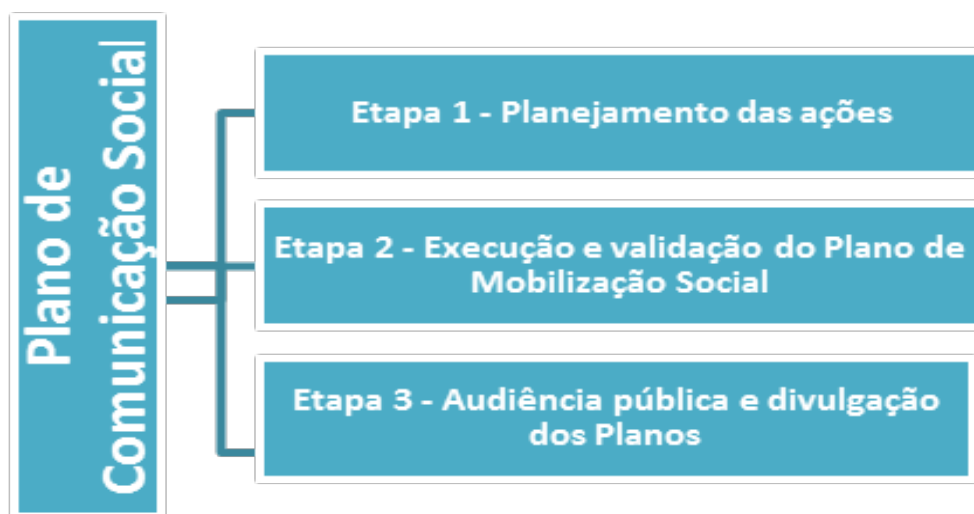 Plano de
Comunicação Social
Etapa 1 - Planejamento das ações
Etapa 2 - Execução e validação do Plano de
Mobilização Social
Etapa 3 - Audiência pública e divulgação
dos Planos